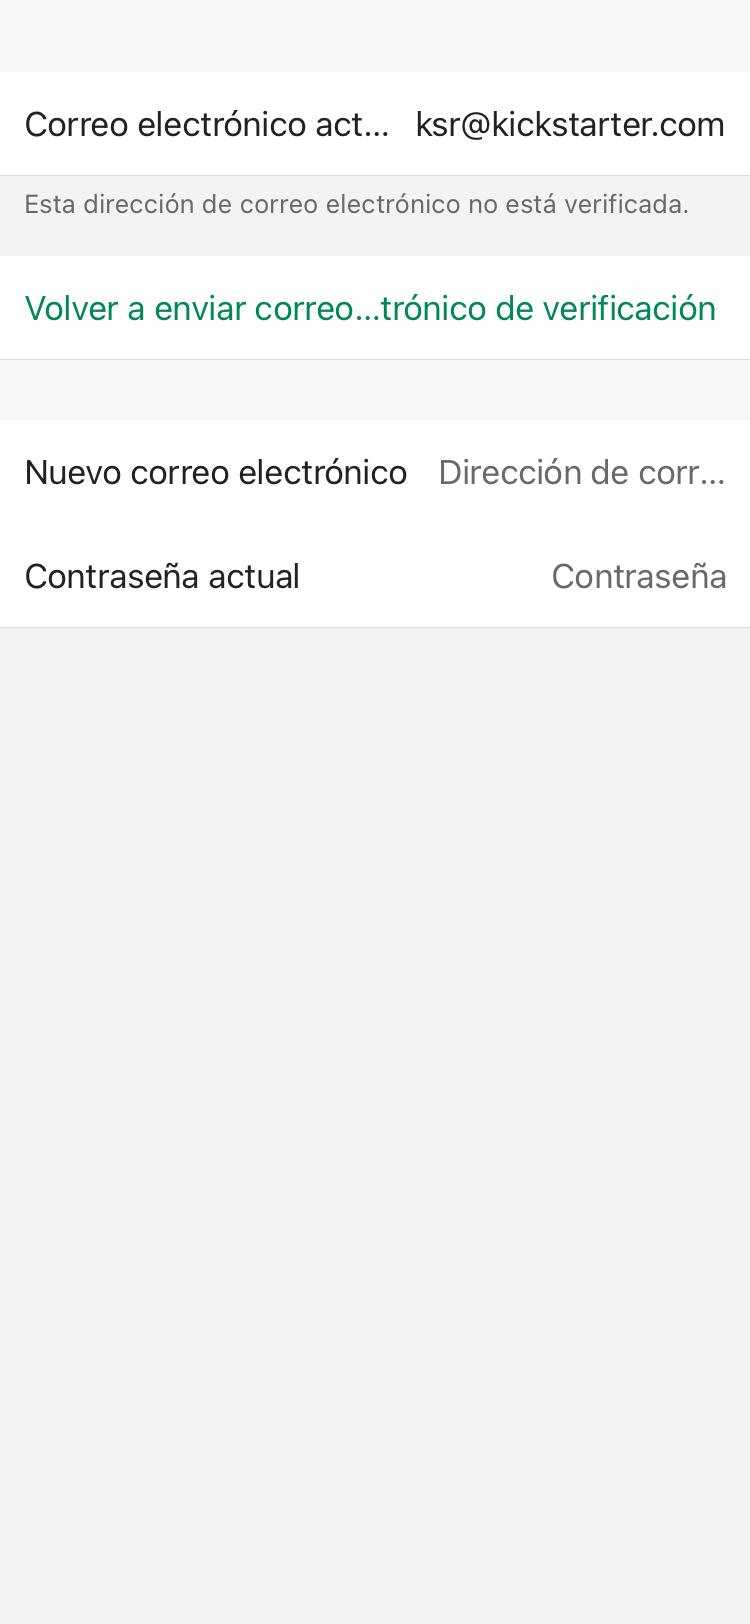 Correo electrónico act... ksr@kickstarter.com
Esta dirección de correo electrónico no está verificada.
Volver a enviar correo...trónico de verificación
Nuevo correo electrónico Dirección de corr...
Contraseña actual Contraseña